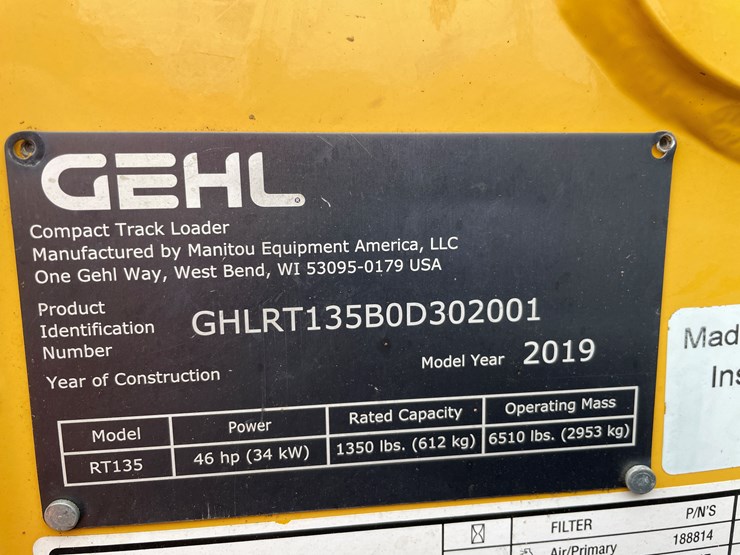 GEHL
Compact Track Loader
Manufactured by Manitou Equipment America, LLC
One Gehl Way, West Bend, WI 53095-0179 USA
Product
Identification
Number
GHLRT135B0D302001
Year of Construction -
Model Year 2019
Model Power Rated Capacity Operating Mass
RT135 46 hp (34 kW) 1350 lbs. (612 kg) 6510 lbs. (2953 kg)
Mad
Ins
FILTER P/N'S
Air/Primary 188814